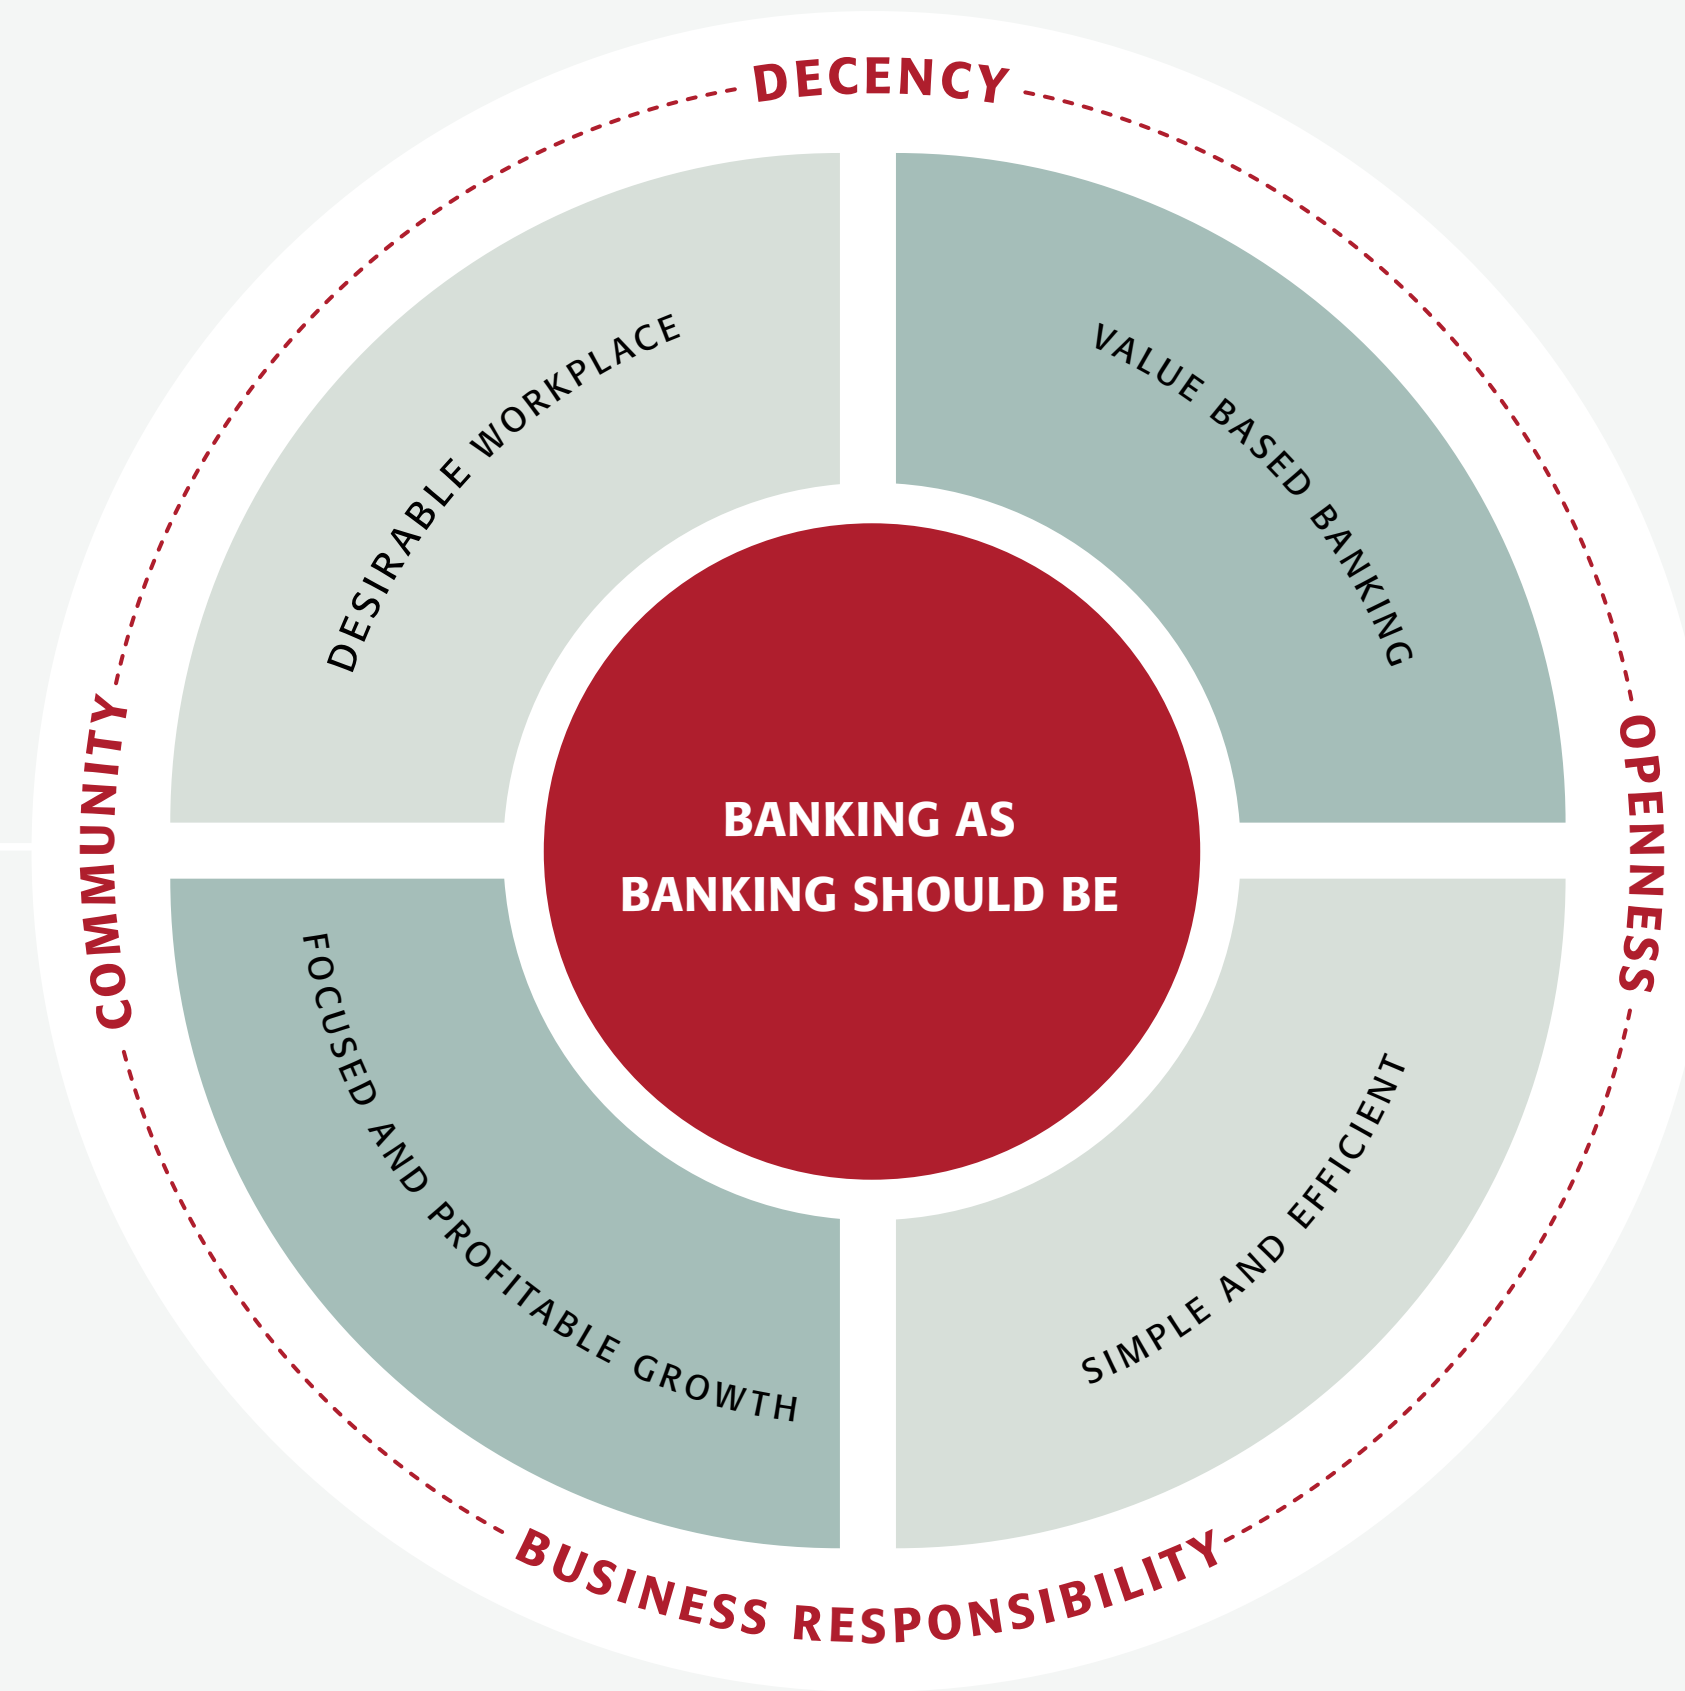 DECENCY
DESIRABLE WORKPLACE
VALUE BASED BANKING
COMMUNITY
OPENNESS
BANKING AS
BANKING SHOULD BE
FOCUSED AND PROFITABLE GROWTH
SIMPLE AND EFFICIENT
BUSINESS RESPONSIBILITY